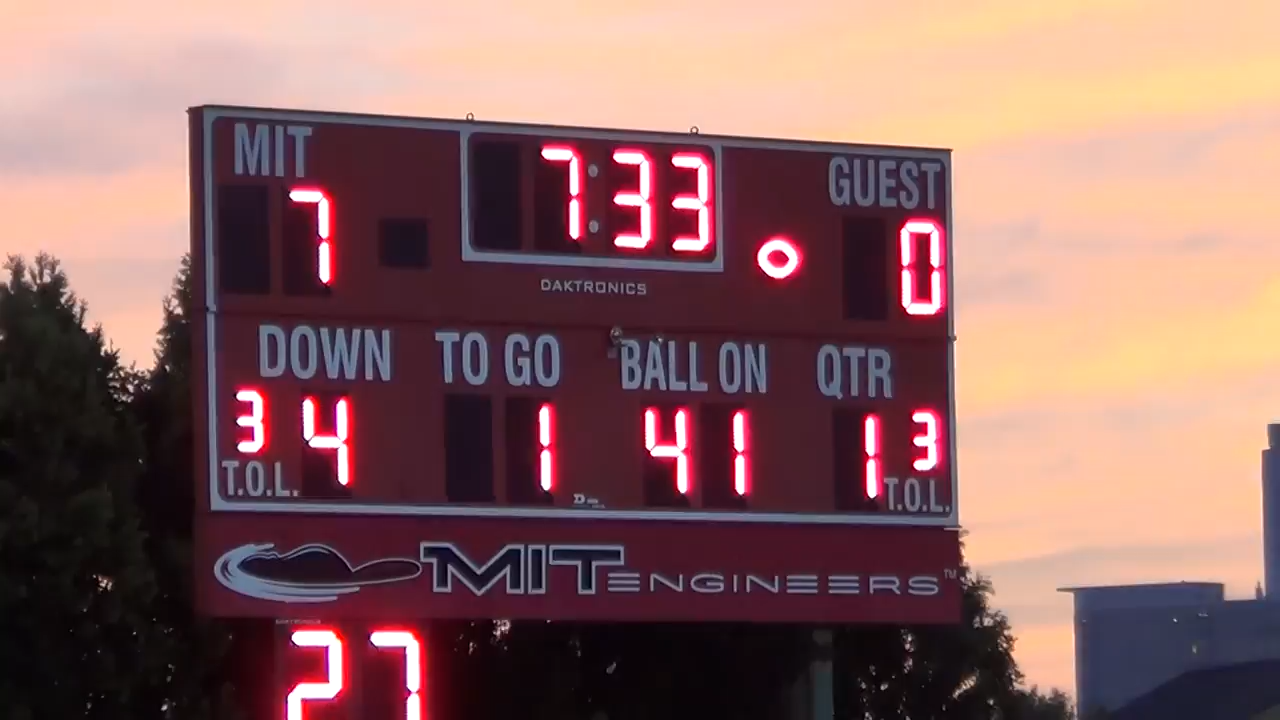 MIT 7:33 GUEST
7 0
DAKTRONICS
DOWN TO GO BALL ON QTR
3 4 1 41 1 3
T.O.L. T.O.L.
MIT ENGINEERS™
27